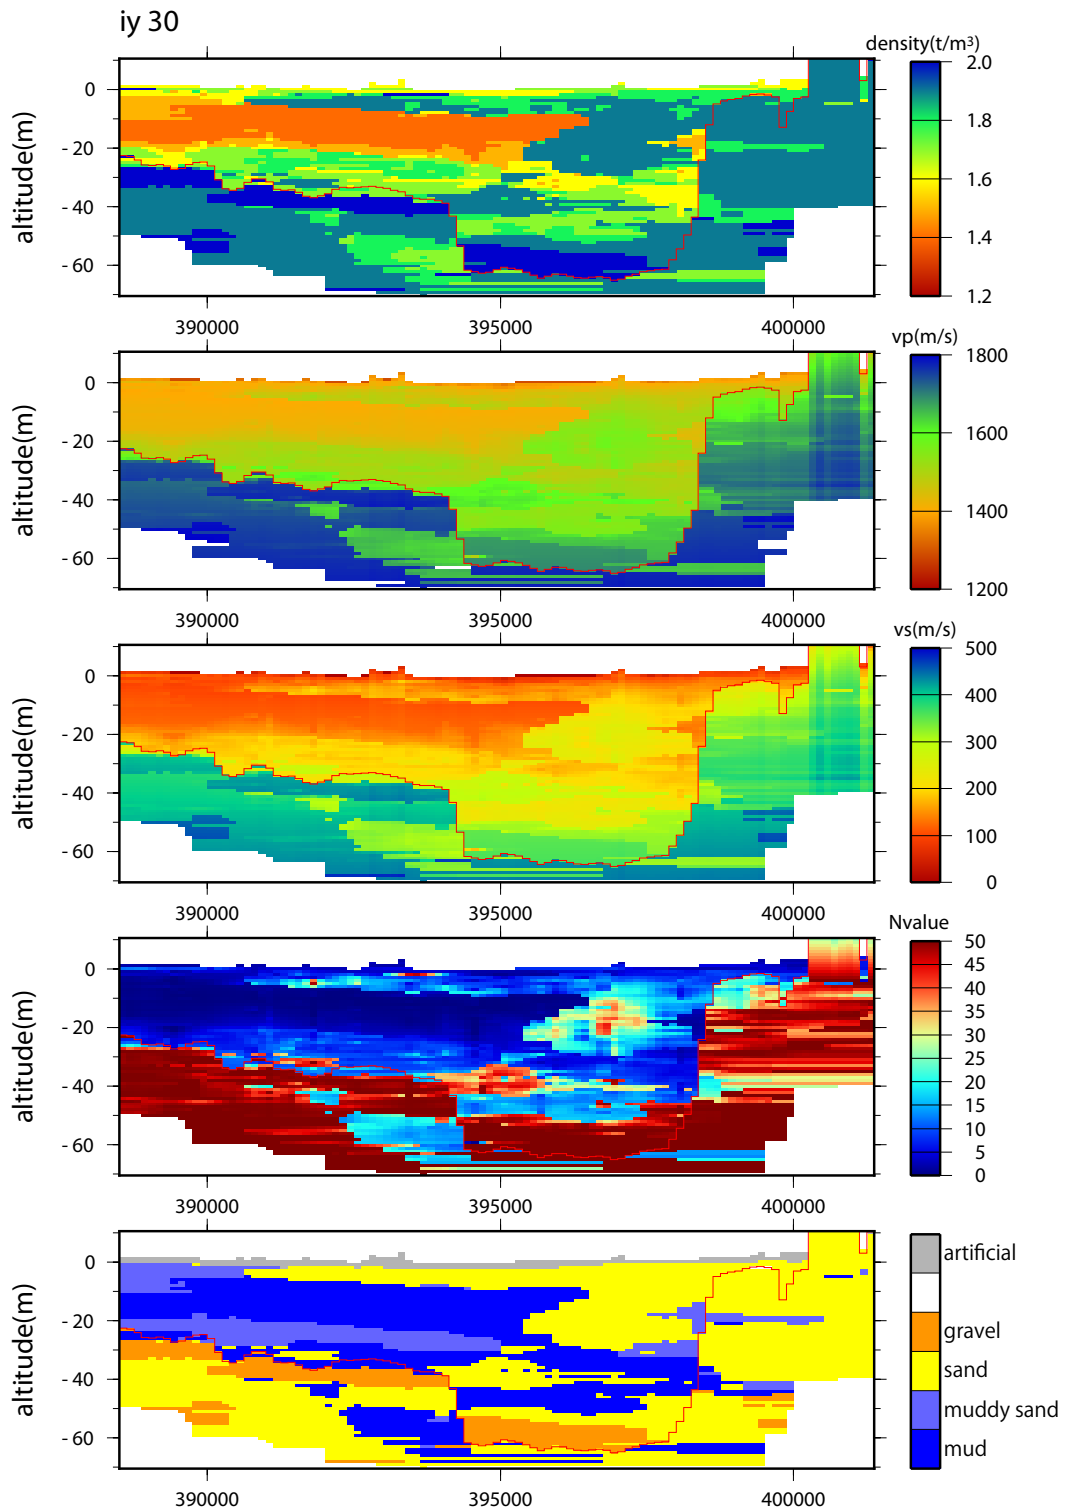 iy 30
density(t/m³)
altitude(m)
0
-20
-40
-60
2.0
1.8
1.6
1.4
1.2
390000 395000 400000
vp(m/s)
altitude(m)
0
-20
-40
-60
1800
1600
1400
1200
390000 395000 400000
vs(m/s)
altitude(m)
0
-20
-40
-60
500
400
300
200
100
0
390000 395000 400000
Nvalue
altitude(m)
0
-20
-40
-60
50
45
40
35
30
25
20
15
10
5
0
390000 395000 400000
altitude(m)
0
-20
-40
-60
artificial
gravel
sand
muddy sand
mud
390000 395000 400000